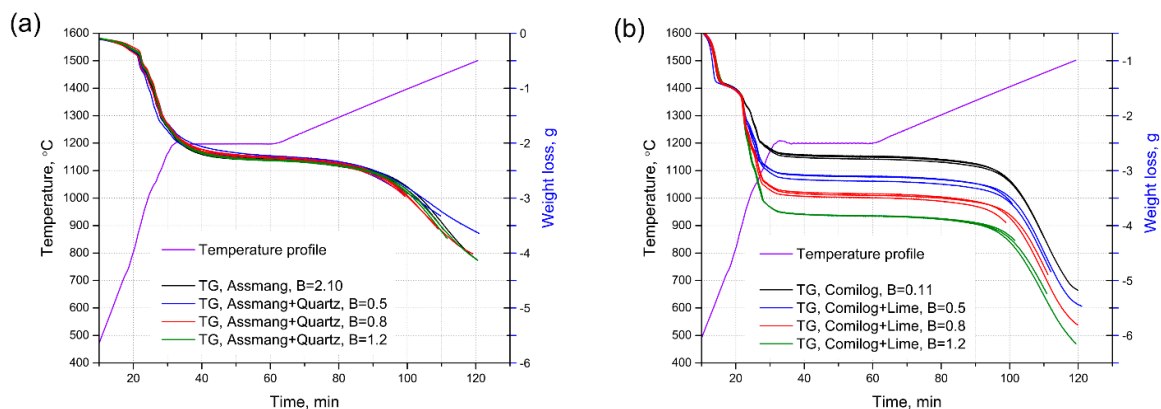 (a)
1600
1500
1400
1300
1200
1100
1000
900
800
700
600
500
400
Temperature, °C
0
-1
-2
-3
-4
-5
-6
Weight loss, g
Temperature profile
TG, Assmang, B=2.10
TG, Assmang+Quartz, B=0.5
TG, Assmang+Quartz, B=0.8
TG, Assmang+Quartz, B=1.2
20 40 60 80 100 120
Time, min
(b)
1600
1500
1400
1300
1200
1100
1000
900
800
700
600
500
400
Temperature, °C
0
-1
-2
-3
-4
-5
-6
Weight loss, g
Temperature profile
TG, Comilog, B=0.11
TG, Comilog+Lime, B=0.5
TG, Comilog+Lime, B=0.8
TG, Comilog+Lime, B=1.2
20 40 60 80 100 120
Time, min